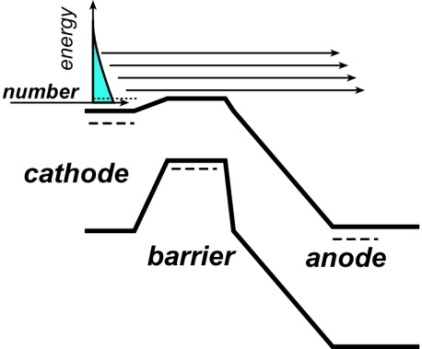 energy
number
cathode
barrier
anode